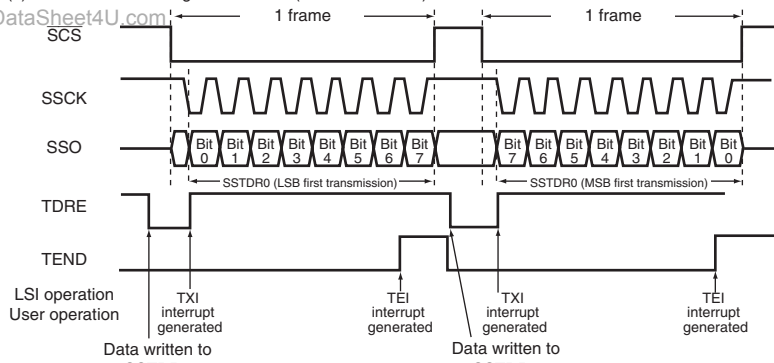 DataSheet4U.com
1 frame
1 frame
SCS
SSCK
SSO
Bit 0 Bit 1 Bit 2 Bit 3 Bit 4 Bit 5 Bit 6 Bit 7
Bit 7 Bit 6 Bit 5 Bit 4 Bit 3 Bit 2 Bit 1 Bit 0
SSTDR0 (LSB first transmission)
SSTDR0 (MSB first transmission)
TDRE
TEND
LSI operation
User operation
TXI interrupt generated
TEI interrupt generated
TXI interrupt generated
TEI interrupt generated
Data written to
Data written to